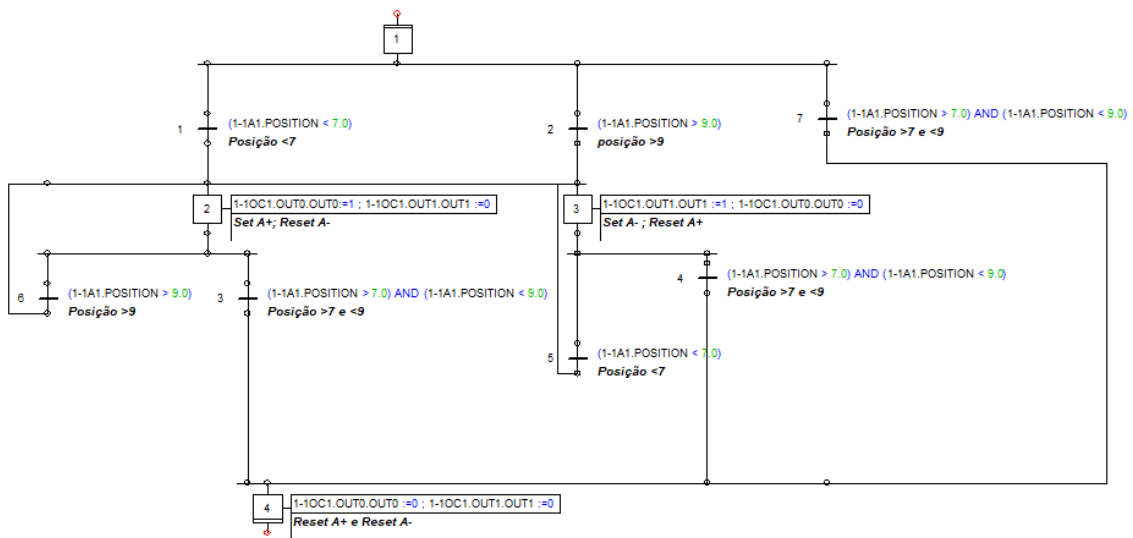 1
1
(1-1A1.POSITION < 7.0)
Posição <7
2
(1-1A1.POSITION > 9.0)
posição >9
7
(1-1A1.POSITION > 7.0) AND (1-1A1.POSITION < 9.0)
Posição >7 e <9
2
1-1OC1.OUT0.OUT0:=1 ; 1-1OC1.OUT1.OUT1 :=0
Set A+; Reset A-
3
1-1OC1.OUT1.OUT1 :=1 ; 1-1OC1.OUT0.OUT0 :=0
Set A- ; Reset A+
6
(1-1A1.POSITION > 9.0)
Posição >9
3
(1-1A1.POSITION > 7.0) AND (1-1A1.POSITION < 9.0)
Posição >7 e <9
4
(1-1A1.POSITION > 7.0) AND (1-1A1.POSITION < 9.0)
Posição >7 e <9
5
(1-1A1.POSITION < 7.0)
Posição <7
4
1-1OC1.OUT0.OUT0 :=0 ; 1-1OC1.OUT1.OUT1 :=0
Reset A+ e Reset A-